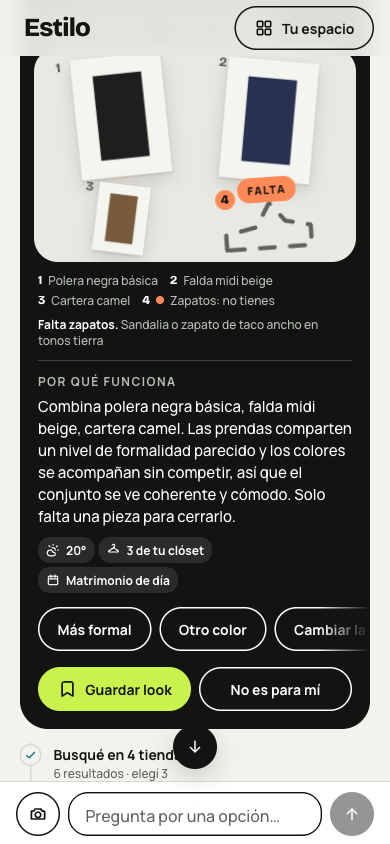 Estilo
Tu espacio
1
2
3
4 FALTA
1 Polera negra básica 2 Falda midi beige
3 Cartera camel 4 Zapatos: no tienes
Falta zapatos. Sandalia o zapato de taco ancho en
tonos tierra
POR QUÉ FUNCIONA
Combina polera negra básica, falda midi
beige, cartera camel. Las prendas comparten
un nivel de formalidad parecido y los colores
se acompañan sin competir, así que el
conjunto se ve coherente y cómodo. Solo
falta una pieza para cerrarlo.
20° 3 de tu clóset
Matrimonio de día
Más formal Otro color Cambiar la
Guardar look No es para mí
Busqué en 4
6 resultados · elegí 3
Pregunta por una opción...